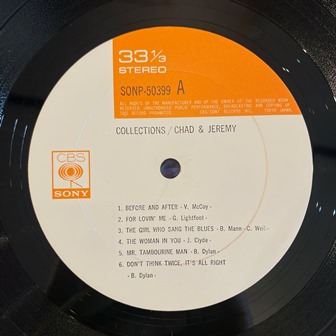 33 1/3
STEREO
SONP-50399 A
ALL RIGHTS OF THE MANUFACTURER AND OF THE OWNER OF THE RECORDED WORK
RESERVED. UNAUTHORIZED PUBLIC PERFORMANCE, BROADCASTING AND COPYING OF
THIS RECORD PROHIBITED. CBS/SONY RECORDS INC. TOKYO, JAPAN.
COLLECTIONS / CHAD & JEREMY
CBS
SONY
1. BEFORE AND AFTER - V. McCoy -
2. FOR LOVIN' ME - G. Lightfoot -
3. THE GIRL WHO SANG THE BLUES - B. Mann - C. Weil -
4. THE WOMAN IN YOU - J. Clyde -
5. MR. TAMBOURINE MAN - B. Dylan -
6. DON'T THINK TWICE, IT'S ALL RIGHT
- B. Dylan -